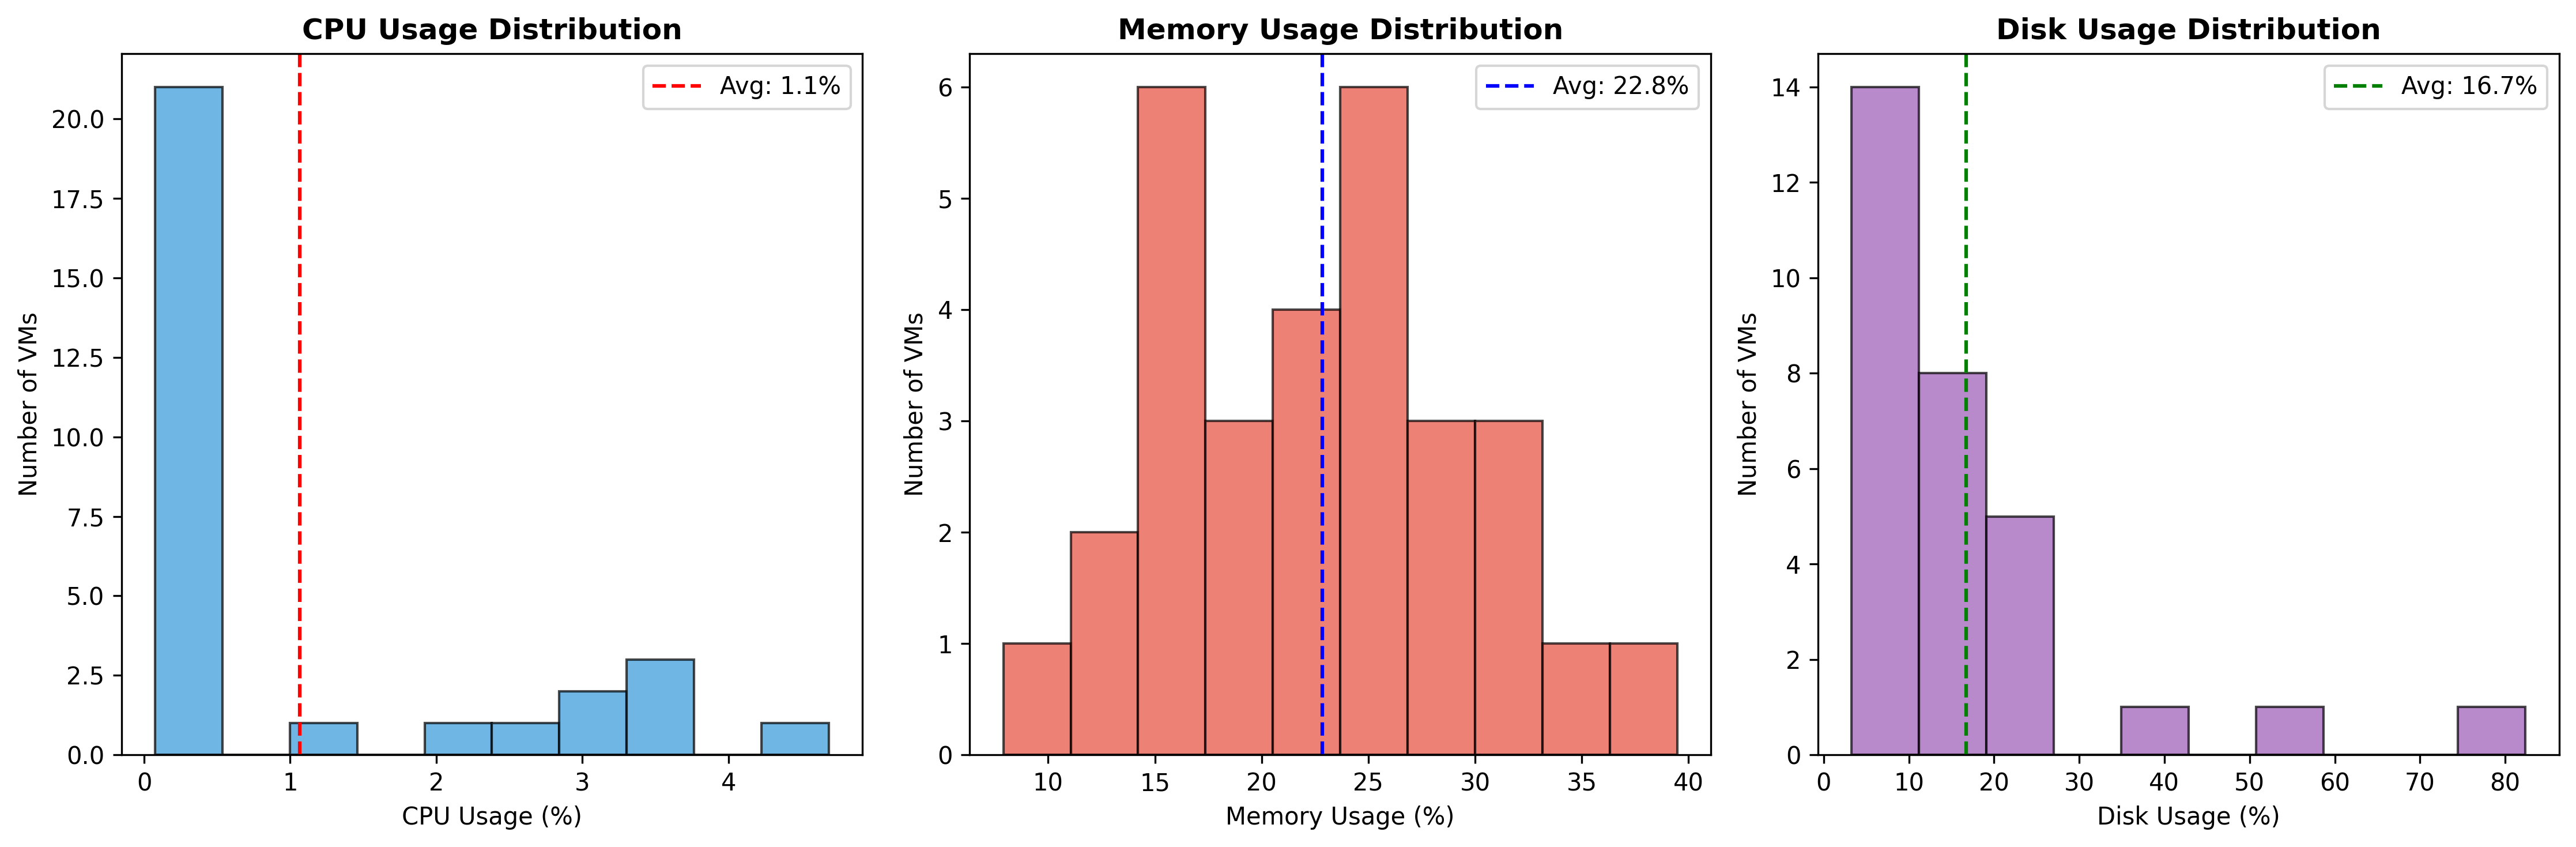 CPU Usage Distribution
Avg: 1.1%
20.0
17.5
15.0
12.5
10.0
7.5
5.0
2.5
0.0
Number of VMs
0 1 2 3 4
CPU Usage (%)
Memory Usage Distribution
Avg: 22.8%
6
5
4
3
2
1
0
Number of VMs
10 15 20 25 30 35 40
Memory Usage (%)
Disk Usage Distribution
Avg: 16.7%
14
12
10
8
6
4
2
0
Number of VMs
0 10 20 30 40 50 60 70 80
Disk Usage (%)